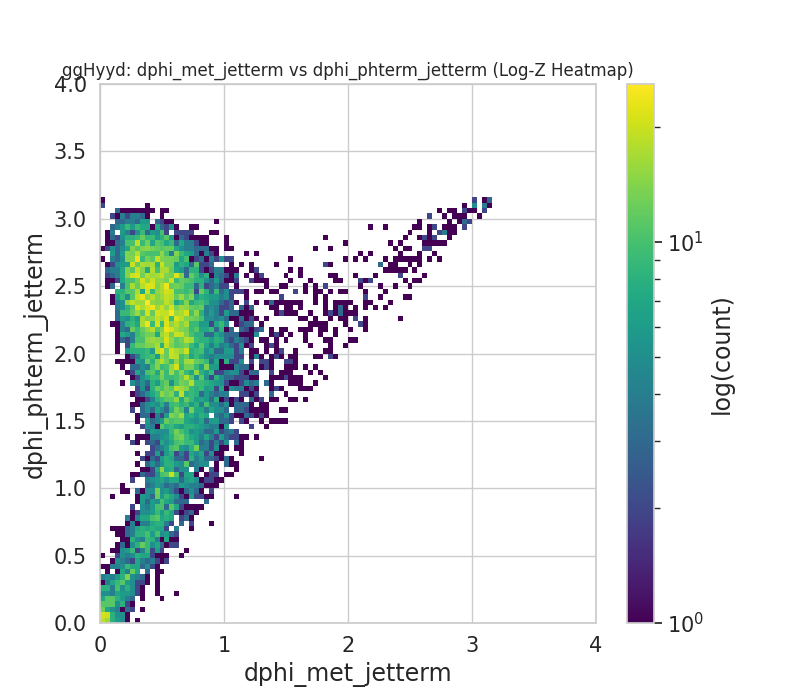 ggHyyd: dphi_met_jetterm vs dphi_phterm_jetterm (Log-Z Heatmap)
4.0
3.5
3.0
2.5
2.0
1.5
1.0
0.5
0.0
dphi_phterm_jetterm
0 1 2 3 4
dphi_met_jetterm
10^1
10^0
log(count)